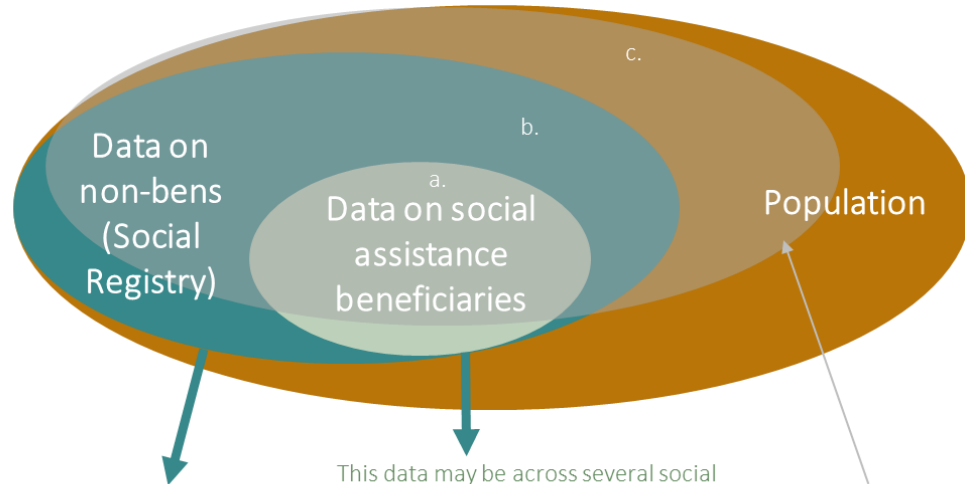 c.
b.
Data on
non-bens
(Social
Registry)
a.
Data on social
assistance
beneficiaries
Population
This data may be across several social